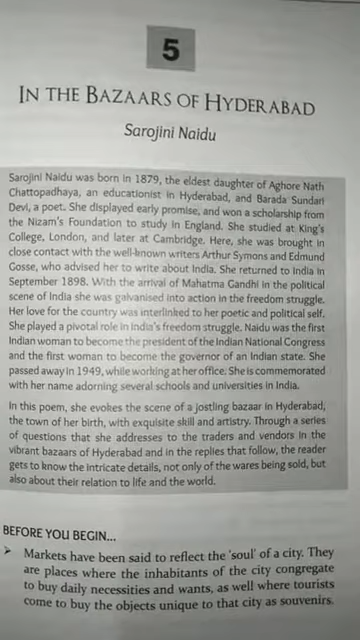 5
IN THE BAZAARS OF HYDERABAD
Sarojini Naidu
Sarojini Naidu was born in 1879, the eldest daughter of Aghore Nath
Chattopadhaya, an educationist in Hyderabad, and Barada Sundari
Devi, a poet. She displayed early promise, and won a scholarship from
the Nizam's Foundation to study in England. She studied at King's
College, London, and later at Cambridge. Here, she was brought in
close contact with the well-known writers Arthur Symons and Edmund
Gosse, who advised her to write about India. She returned to India in
September 1898. With the arrival of Mahatma Gandhi in the political
scene of India she was galvanised into action in the freedom struggle.
Her love for the country was interlinked to her poetic and political self.
She played a pivotal role in India's freedom struggle. Naidu was the first
Indian woman to become the president of the Indian National Congress
and the first woman to become the governor of an Indian state. She
passed away in 1949, while working at her office. She is commemorated
with her name adorning several schools and universities in India.
In this poem, she evokes the scene of a jostling bazaar in Hyderabad,
the town of her birth, with exquisite skill and artistry. Through a series
of questions that she addresses to the traders and vendors in the
vibrant bazaars of Hyderabad and in the replies that follow, the reader
gets to know the intricate details, not only of the wares being sold, but
also about their relation to life and the world.
BEFORE YOU BEGIN...
➤ Markets have been said to reflect the 'soul' of a city. They
are places where the inhabitants of the city congregate
to buy daily necessities and wants, as well where tourists
come to buy the objects unique to that city as souvenirs.